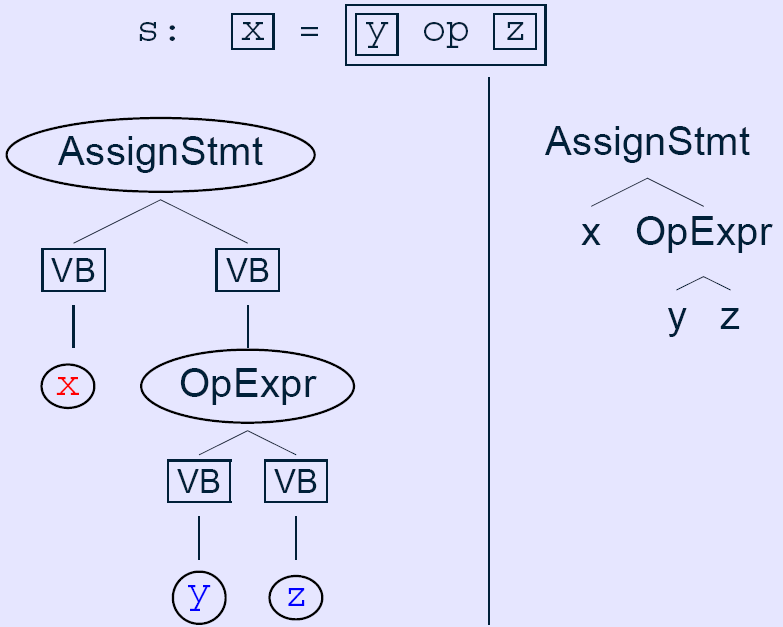 s: x = y op z
AssignStmt
VB VB
x OpExpr
VB VB
y z
AssignStmt
x OpExpr
y z